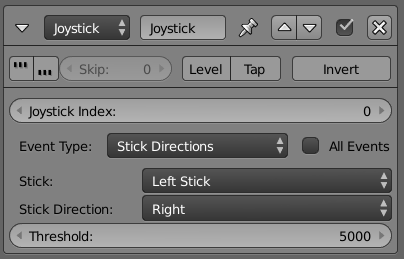 Joystick Joystick
Skip: 0 Level Tap Invert
Joystick Index: 0
Event Type: Stick Directions All Events
Stick: Left Stick
Stick Direction: Right
Threshold: 5000